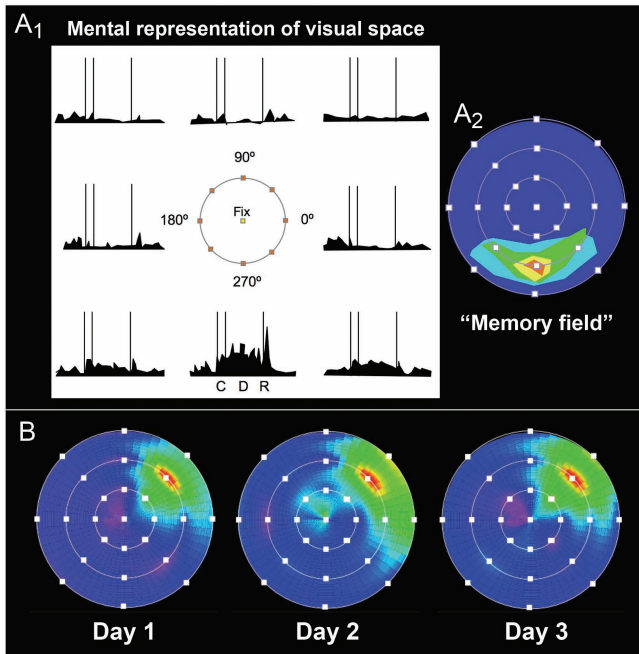 A1
Mental representation of visual space
A2
90º
180º
Fix
0º
270º
C D R
“Memory field”
B
Day 1
Day 2
Day 3